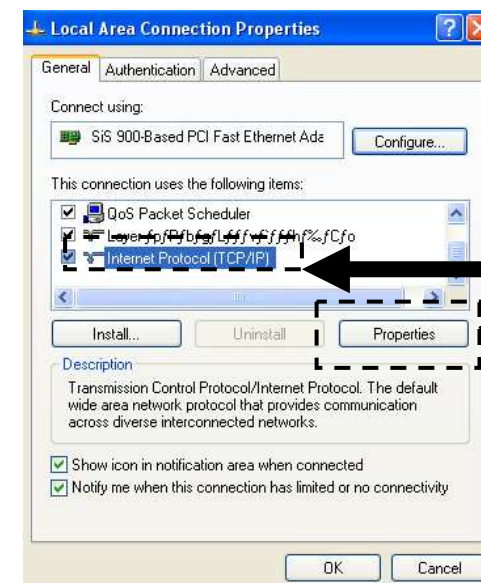 Local Area Connection Properties
General Authentication Advanced
Connect using:
SiS 900-Based PCI Fast Ethernet Ada
Configure...
This connection uses the following items:
QoS Packet Scheduler
Internet Protocol (TCP/IP)
Install... Uninstall Properties
Description
Transmission Control Protocol/Internet Protocol. The default
wide area network protocol that provides communication
across diverse interconnected networks.
Show icon in notification area when connected
Notify me when this connection has limited or no connectivity
OK Cancel